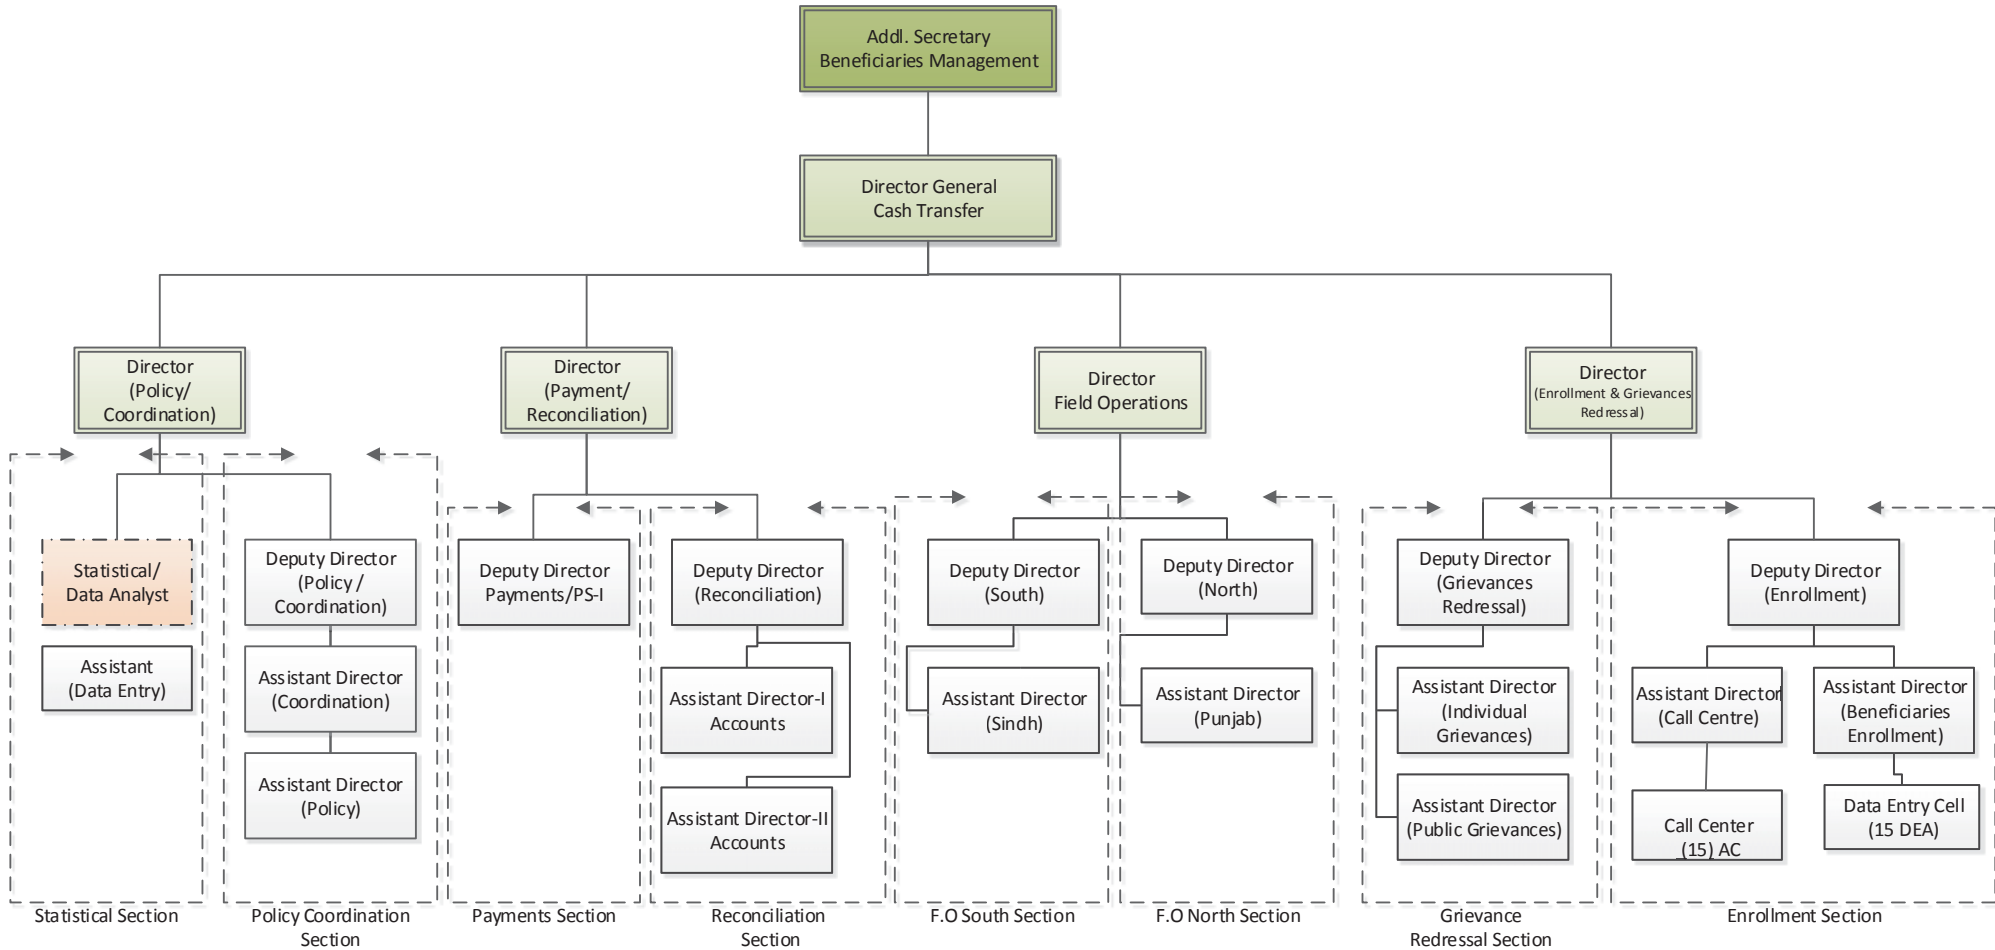 Addl. Secretary
Beneficiaries Management
Director General
Cash Transfer
Director
(Policy/
Coordination)
Director
(Payment/
Reconciliation)
Director
Field Operations
Director
(Enrollment & Grievances
Redressal)
Statistical/
Data Analyst
Assistant
(Data Entry)
Deputy Director
(Policy /
Coordination)
Assistant Director
(Coordination)
Assistant Director
(Policy)
Deputy Director
Payments/PS-I
Deputy Director
(Reconciliation)
Assistant Director-I
Accounts
Assistant Director-II
Accounts
Deputy Director
(South)
Assistant Director
(Sindh)
Deputy Director
(North)
Assistant Director
(Punjab)
Deputy Director
(Grievances
Redressal)
Assistant Director
(Individual
Grievances)
Assistant Director
(Public Grievances)
Deputy Director
(Enrollment)
Assistant Director
(Call Centre)
Call Center
(15) AC
Assistant Director
(Beneficiaries
Enrollment)
Data Entry Cell
(15 DEA)
Statistical Section
Policy Coordination
Section
Payments Section
Reconciliation
Section
F.O South Section
F.O North Section
Grievance
Redressal Section
Enrollment Section